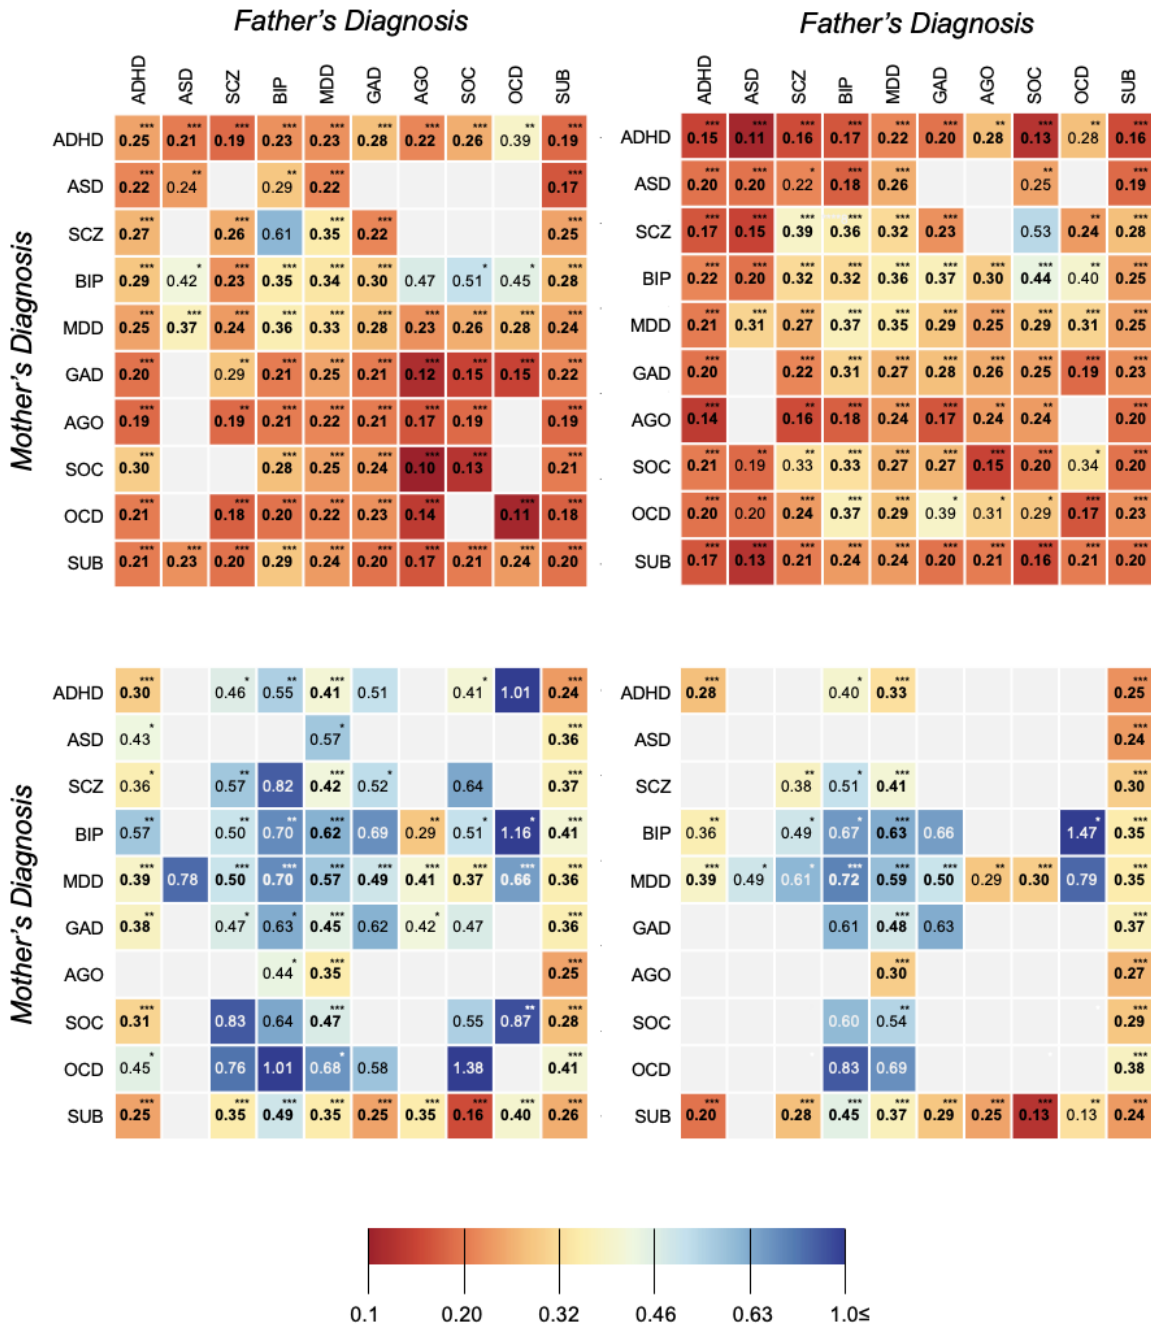 Father's Diagnosis
Father's Diagnosis
ADHD ASD SCZ BIP MDD GAD AGO SOC OCD SUB
ADHD ASD SCZ BIP MDD GAD AGO SOC OCD SUB
Mother's Diagnosis
ADHD 0.25*** 0.21*** 0.19*** 0.23*** 0.23*** 0.28*** 0.22*** 0.26**** 0.39** 0.19***
ASD 0.22*** 0.24** 0.29** 0.22*** 0.17***
SCZ 0.27*** 0.26*** 0.61 0.35*** 0.22*** 0.25***
BIP 0.29*** 0.42* 0.23*** 0.35*** 0.34*** 0.30*** 0.47 0.51* 0.45* 0.28***
MDD 0.25*** 0.37*** 0.24*** 0.36*** 0.33*** 0.28*** 0.23*** 0.26*** 0.28*** 0.24***
GAD 0.20*** 0.29** 0.21*** 0.25*** 0.21*** 0.12*** 0.15*** 0.15*** 0.22***
AGO 0.19*** 0.19** 0.21** 0.22*** 0.21*** 0.17*** 0.19*** 0.19***
SOC 0.30*** 0.28*** 0.25*** 0.24*** 0.10*** 0.13*** 0.21***
OCD 0.21*** 0.18*** 0.20*** 0.22*** 0.23*** 0.14*** 0.11*** 0.18***
SUB 0.21*** 0.23*** 0.20*** 0.29*** 0.24*** 0.20*** 0.17*** 0.21**** 0.24*** 0.20***
ADHD 0.15*** 0.11*** 0.16*** 0.17*** 0.22*** 0.20*** 0.28** 0.13*** 0.28** 0.16***
ASD 0.20*** 0.20*** 0.22* 0.18*** 0.26*** 0.25** 0.19***
SCZ 0.17*** 0.15*** 0.39*** 0.36*** 0.32*** 0.23*** 0.53 0.24** 0.28***
BIP 0.22*** 0.20*** 0.32*** 0.32*** 0.36*** 0.37*** 0.30*** 0.44*** 0.40** 0.25***
MDD 0.21*** 0.31*** 0.27*** 0.37*** 0.35*** 0.29*** 0.25*** 0.29*** 0.31*** 0.25***
GAD 0.20*** 0.22*** 0.31*** 0.27*** 0.28*** 0.26*** 0.25*** 0.19*** 0.23***
AGO 0.14*** 0.16** 0.18*** 0.24*** 0.17*** 0.24** 0.24** 0.20***
SOC 0.21*** 0.19** 0.33** 0.33*** 0.27*** 0.27*** 0.15*** 0.20*** 0.34* 0.20***
OCD 0.20*** 0.20** 0.24*** 0.37*** 0.29*** 0.39* 0.31* 0.29* 0.17*** 0.23***
SUB 0.17*** 0.13*** 0.21*** 0.24*** 0.24*** 0.20*** 0.21*** 0.16*** 0.21*** 0.20***
Mother's Diagnosis
ADHD 0.30*** 0.46* 0.55** 0.41*** 0.51 0.41* 1.01 0.24***
ASD 0.43* 0.57* 0.36***
SCZ 0.36* 0.57** 0.82 0.42*** 0.52* 0.64 0.37***
BIP 0.57** 0.50** 0.70** 0.62*** 0.69 0.29** 0.51* 1.16* 0.41***
MDD 0.39*** 0.78 0.50*** 0.70*** 0.57*** 0.49*** 0.41*** 0.37*** 0.66*** 0.36***
GAD 0.38** 0.47* 0.63* 0.45*** 0.62 0.42* 0.47 0.36***
AGO 0.44* 0.35*** 0.25***
SOC 0.31*** 0.83 0.64 0.47*** 0.55 0.87** 0.28***
OCD 0.45* 0.76 1.01 0.68* 0.58 1.38 0.41***
SUB 0.25*** 0.35*** 0.49*** 0.35*** 0.25*** 0.35*** 0.16*** 0.40*** 0.26***
ADHD 0.28*** 0.40* 0.33*** 0.25***
ASD 0.24***
SCZ 0.38** 0.51* 0.41*** 0.30***
BIP 0.36** 0.49* 0.67* 0.63*** 0.66 1.47* 0.35***
MDD 0.39*** 0.49* 0.61* 0.72*** 0.59*** 0.50*** 0.29** 0.30*** 0.79 0.35***
GAD 0.61 0.48*** 0.63 0.37***
AGO 0.30*** 0.27***
SOC 0.60 0.54** 0.29***
OCD 0.83 0.69 0.38***
SUB 0.20*** 0.28*** 0.45*** 0.37*** 0.29*** 0.25*** 0.13*** 0.13** 0.24***
0.1 0.20 0.32 0.46 0.63 1.0≤